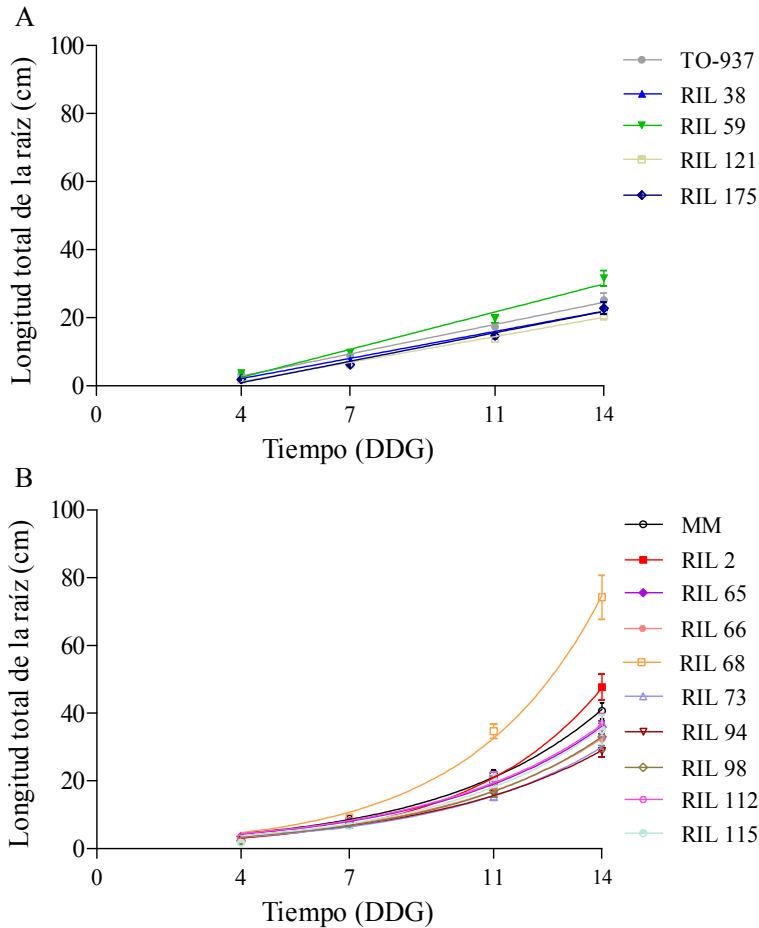 A
Longitud total de la raíz (cm)
100
80
60
40
20
0
0
4
7
11
14
Tiempo (DDG)
TO-937
RIL 38
RIL 59
RIL 121
RIL 175
B
Longitud total de la raíz (cm)
100
80
60
40
20
0
0
4
7
11
14
Tiempo (DDG)
MM
RIL 2
RIL 65
RIL 66
RIL 68
RIL 73
RIL 94
RIL 98
RIL 112
RIL 115